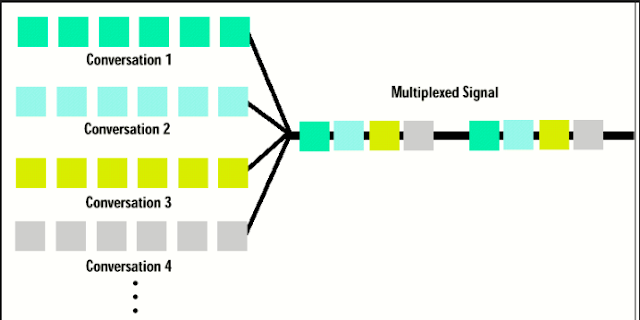 Conversation 1
Multiplexed Signal
Conversation 2
Conversation 3
Conversation 4